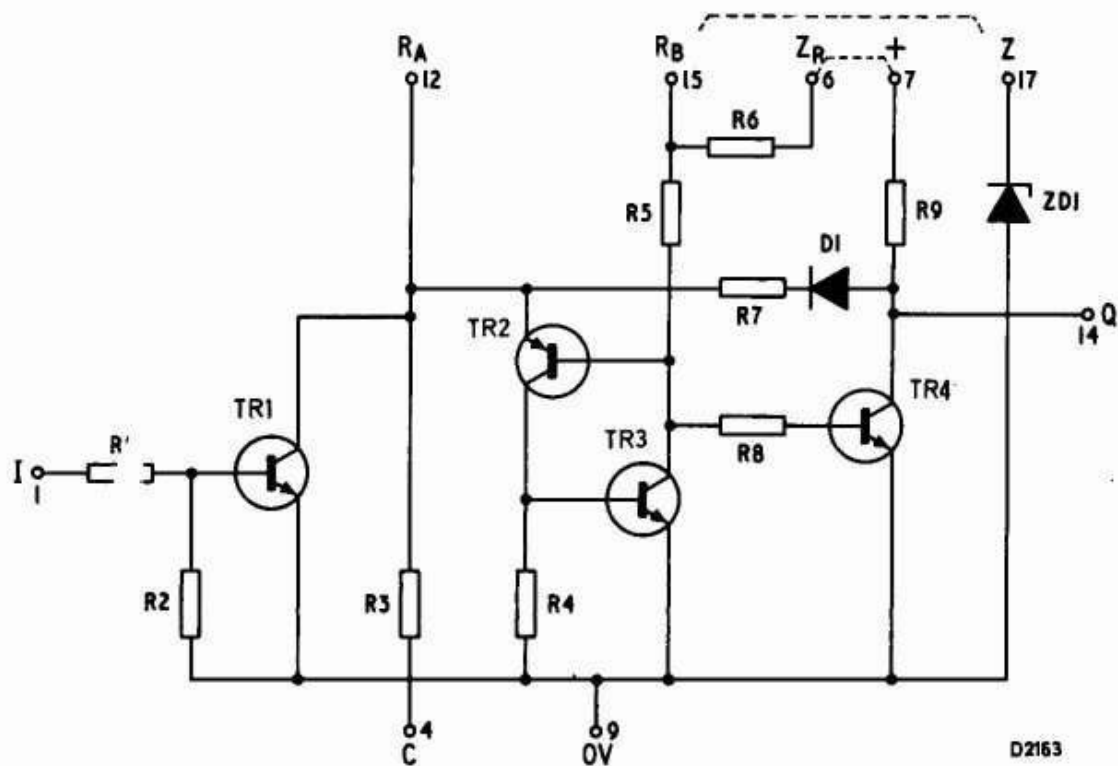 RA RB ZR + Z
12 15 6 7 17
R6
R5 R9 ZD1
D1
R7
TR2 Q
14
TR1 TR3 R8 TR4
I R'
1
R2 R3 R4
4 9
C OV
D2163